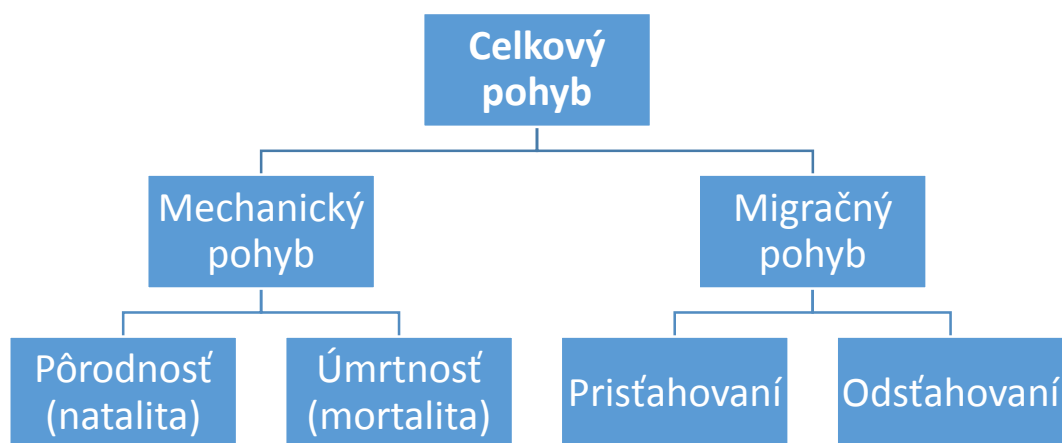 Celkový
pohyb
Mechanický
pohyb
Migračný
pohyb
Pôrodnosť
(natalita)
Úmrtnosť
(mortalita)
Prisťahovaní
Odsťahovaní